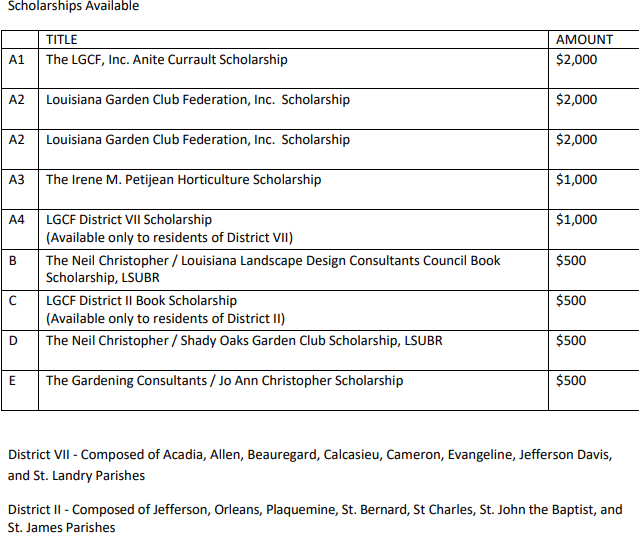 Scholarships Available
TITLE AMOUNT
A1 The LGCF, Inc. Anite Currault Scholarship $2,000
A2 Louisiana Garden Club Federation, Inc.  Scholarship $2,000
A2 Louisiana Garden Club Federation, Inc.  Scholarship $2,000
A3 The Irene M. Petijean Horticulture Scholarship $1,000
A4 LGCF District VII Scholarship $1,000
(Available only to residents of District VII)
B The Neil Christopher / Louisiana Landscape Design Consultants Council Book $500
Scholarship, LSUBR
C LGCF District II Book Scholarship $500
(Available only to residents of District II)
D The Neil Christopher / Shady Oaks Garden Club Scholarship, LSUBR $500
E The Gardening Consultants / Jo Ann Christopher Scholarship $500
District VII - Composed of Acadia, Allen, Beauregard, Calcasieu, Cameron, Evangeline, Jefferson Davis,
and St. Landry Parishes
District II - Composed of Jefferson, Orleans, Plaquemine, St. Bernard, St Charles, St. John the Baptist, and
St. James Parishes